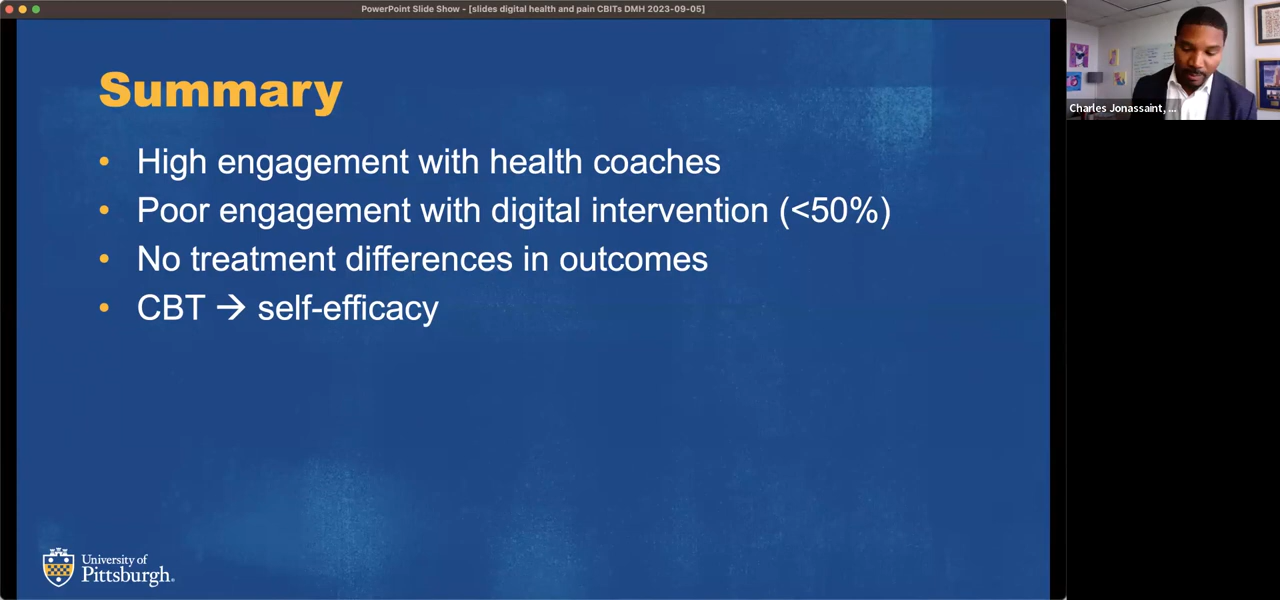 PowerPoint Slide Show - [slides digital health and pain CBITs DMH 2023-09-05]
Summary
• High engagement with health coaches
• Poor engagement with digital intervention (<50%)
• No treatment differences in outcomes
• CBT → self-efficacy
University of
Pittsburgh®
Charles Jonassaint, ...